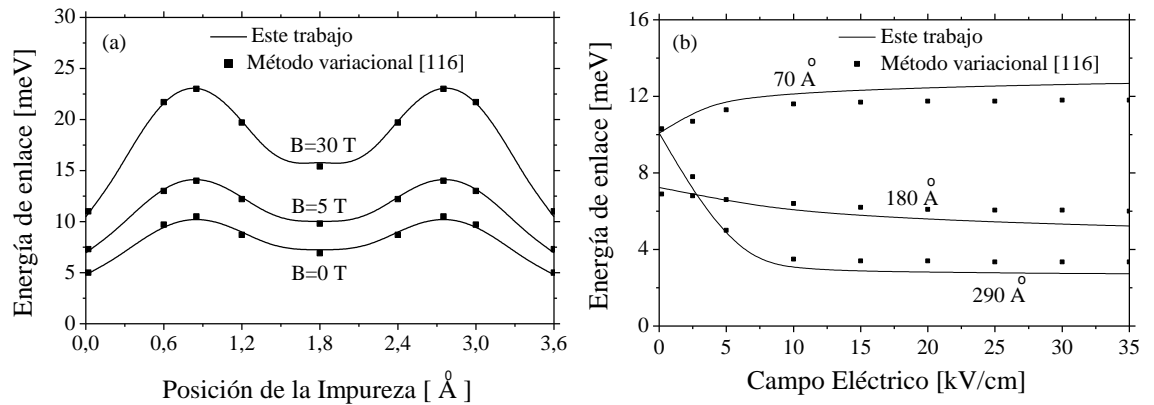 Energía de enlace [meV]
30
25
20
15
10
5
0
(a)
Este trabajo
Método variacional [116]
B=30 T
B=5 T
B=0 T
0,0 0,6 1,2 1,8 2,4 3,0 3,6
Posición de la Impureza [ Å ]
Energía de enlace [meV]
16
12
8
4
0
(b)
Este trabajo
Método variacional [116]
70 Å
180 Å
290 Å
0 5 10 15 20 25 30 35
Campo Eléctrico [kV/cm]